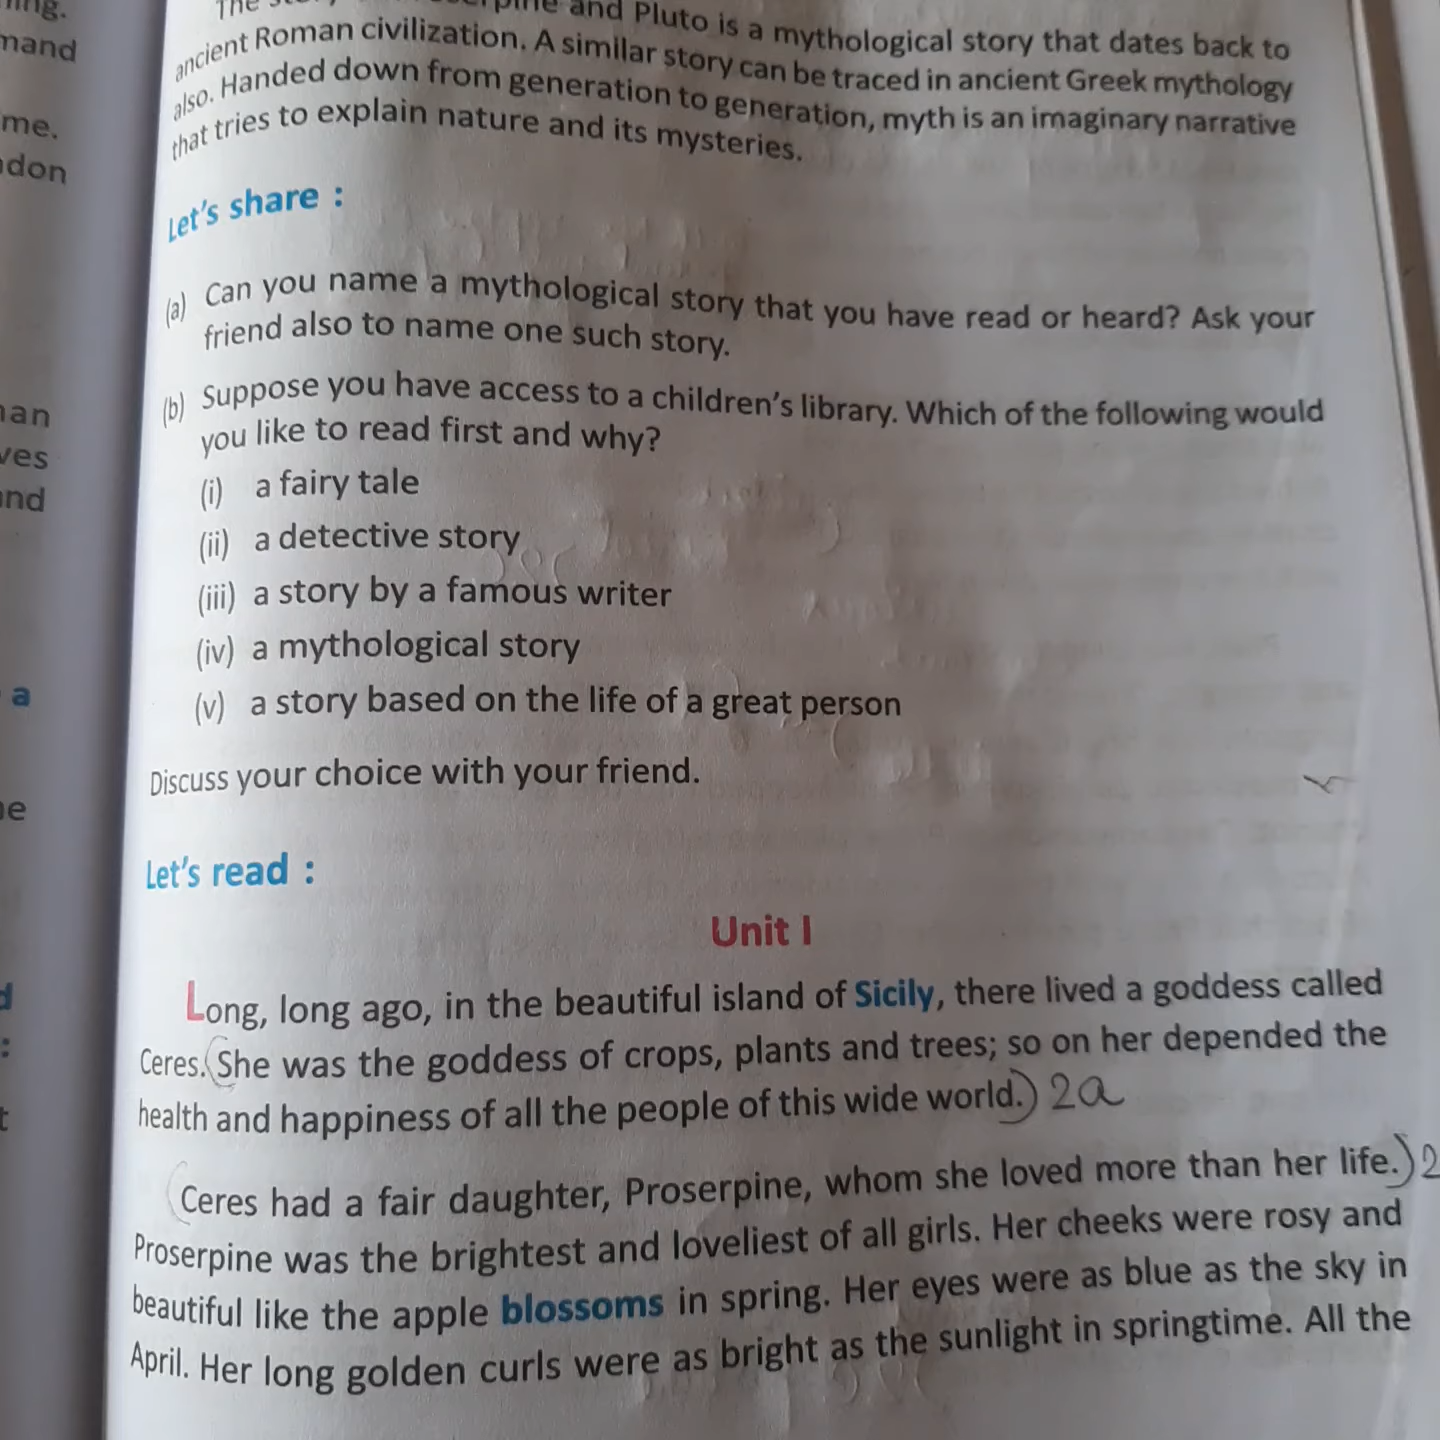 The and Pluto is a mythological story that dates back to
ancient Roman civilization. A similar story can be traced in ancient Greek mythology
also. Handed down from generation to generation, myth is an imaginary narrative
that tries to explain nature and its mysteries.
Let's share :
(a) Can you name a mythological story that you have read or heard? Ask your
friend also to name one such story.
(b) Suppose you have access to a children's library. Which of the following would
you like to read first and why?
(i) a fairy tale
(ii) a detective story
(iii) a story by a famous writer
(iv) a mythological story
(v) a story based on the life of a great person
Discuss your choice with your friend.
Let's read :
Unit I
Long, long ago, in the beautiful island of Sicily, there lived a goddess called
Ceres. (She was the goddess of crops, plants and trees; so on her depended the
health and happiness of all the people of this wide world.) 2a
(Ceres had a fair daughter, Proserpine, whom she loved more than her life.) 2
Proserpine was the brightest and loveliest of all girls. Her cheeks were rosy and
beautiful like the apple blossoms in spring. Her eyes were as blue as the sky in
April. Her long golden curls were as bright as the sunlight in springtime. All the